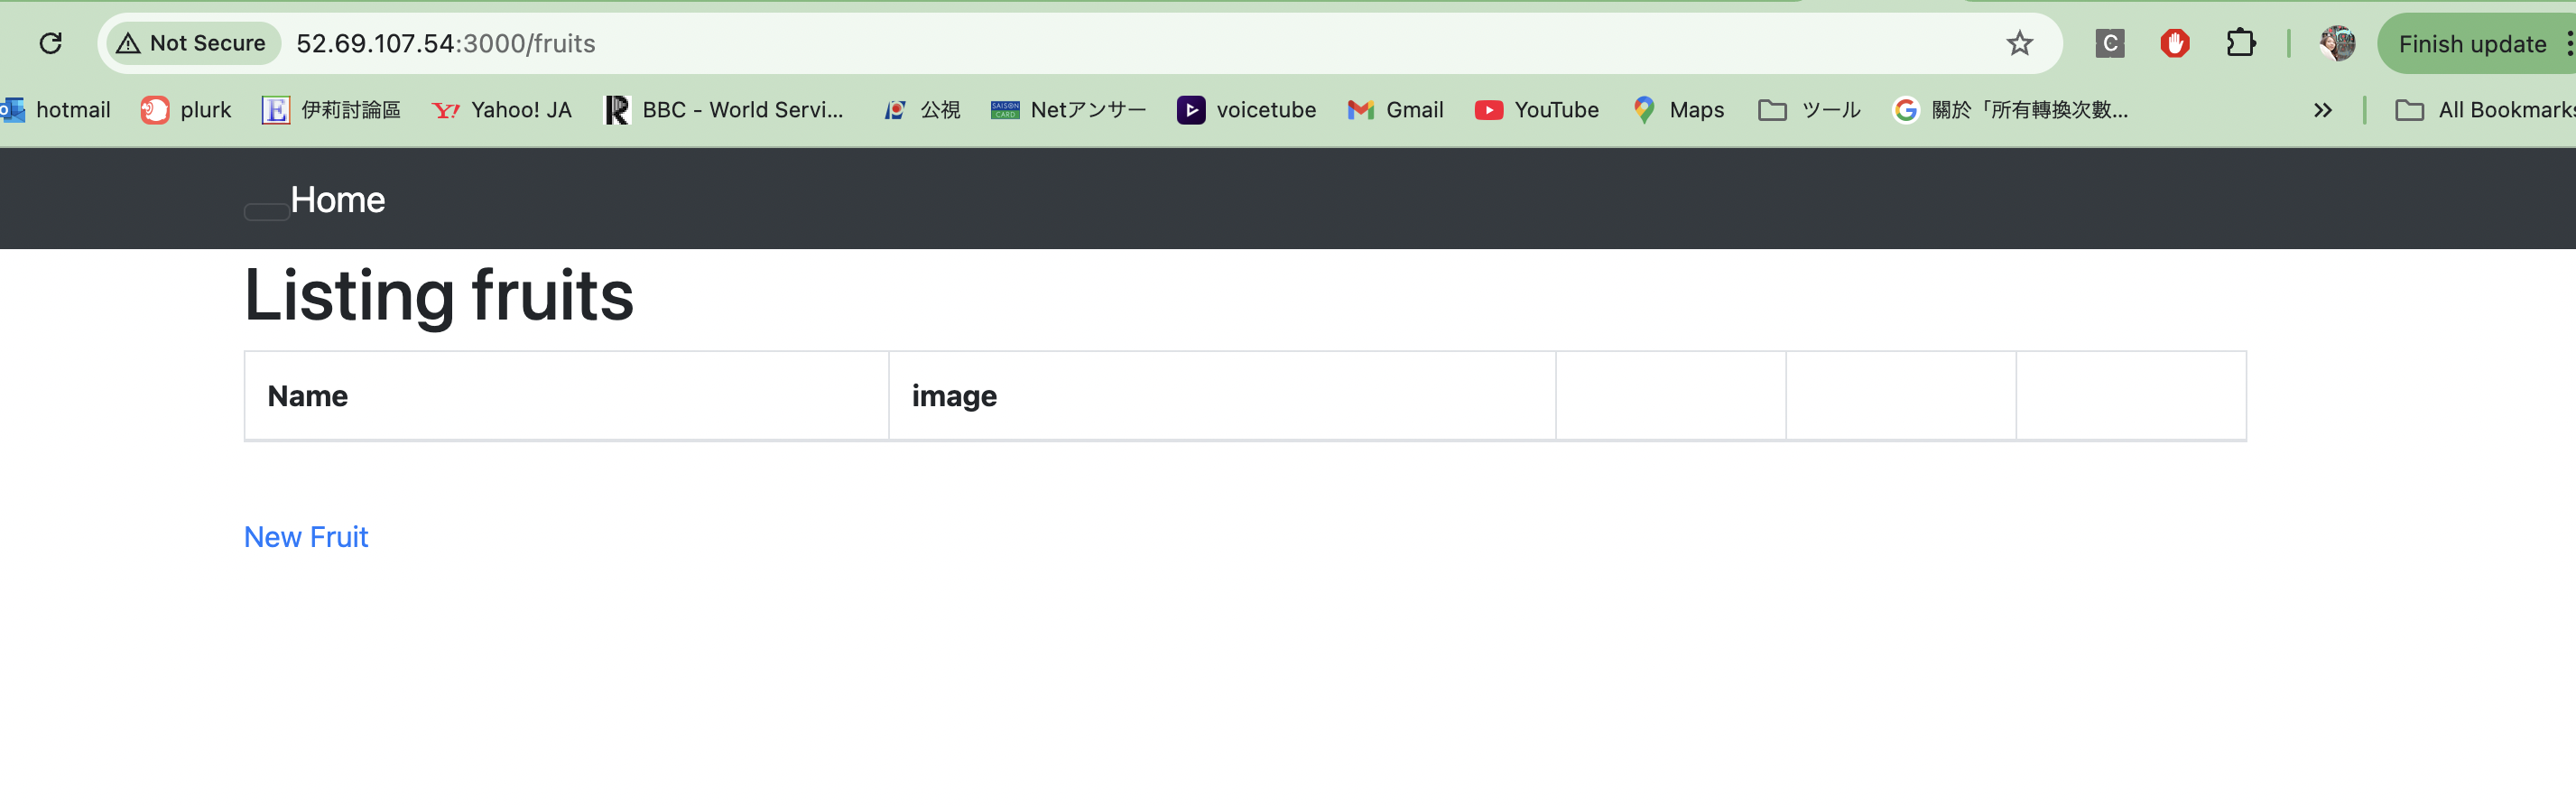 Not Secure 52.69.107.54:3000/fruits C Finish update
hotmail plurk E 伊莉討論區 Y! Yahoo! JA R BBC - World Servi... 公視 SAISON CARD Netアンサー voicetube Gmail YouTube Maps ツール G 關於「所有轉換次數... All Bookmarks
Home
Listing fruits
Name image
New Fruit